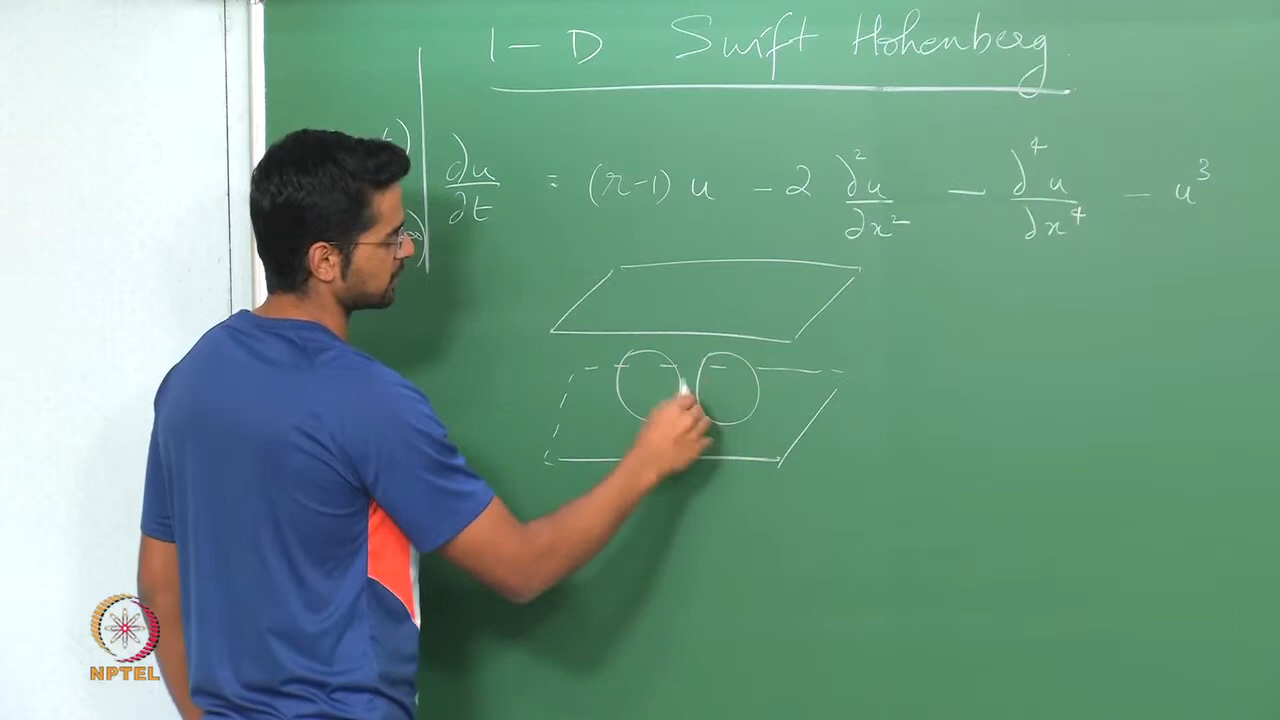 1-D Swift Hohenberg
∂u/∂t = (r-1) u - 2 ∂²u/∂x² - ∂⁴u/∂x⁴ - u³
NPTEL